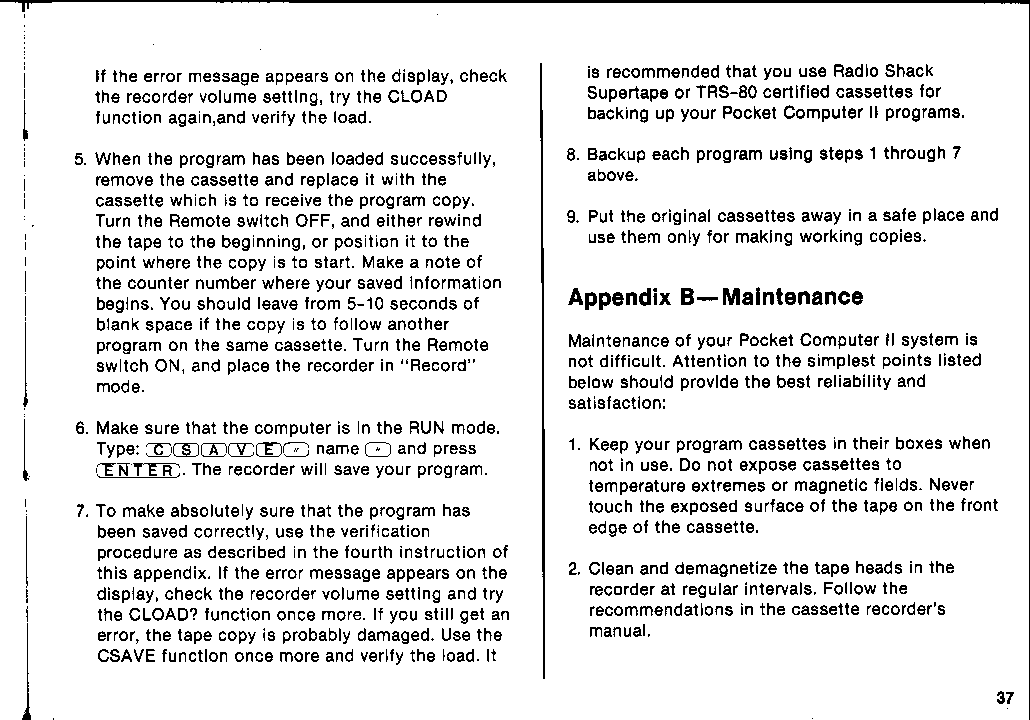 If the error message appears on the display, check
the recorder volume setting, try the CLOAD
function again,and verify the load.
5. When the program has been loaded successfully,
remove the cassette and replace it with the
cassette which is to receive the program copy.
Turn the Remote switch OFF, and either rewind
the tape to the beginning, or position it to the
point where the copy is to start. Make a note of
the counter number where your saved information
begins. You should leave from 5-10 seconds of
blank space if the copy is to follow another
program on the same cassette. Turn the Remote
switch ON, and place the recorder in "Record"
mode.
6. Make sure that the computer is in the RUN mode.
Type: C S A V E " name " and press
ENTER. The recorder will save your program.
7. To make absolutely sure that the program has
been saved correctly, use the verification
procedure as described in the fourth instruction of
this appendix. If the error message appears on the
display, check the recorder volume setting and try
the CLOAD? function once more. If you still get an
error, the tape copy is probably damaged. Use the
CSAVE function once more and verify the load. It
is recommended that you use Radio Shack
Supertape or TRS-80 certified cassettes for
backing up your Pocket Computer II programs.
8. Backup each program using steps 1 through 7
above.
9. Put the original cassettes away in a safe place and
use them only for making working copies.
Appendix B—Maintenance
Maintenance of your Pocket Computer II system is
not difficult. Attention to the simplest points listed
below should provide the best reliability and
satisfaction:
1. Keep your program cassettes in their boxes when
not in use. Do not expose cassettes to
temperature extremes or magnetic fields. Never
touch the exposed surface of the tape on the front
edge of the cassette.
2. Clean and demagnetize the tape heads in the
recorder at regular intervals. Follow the
recommendations in the cassette recorder's
manual.
37